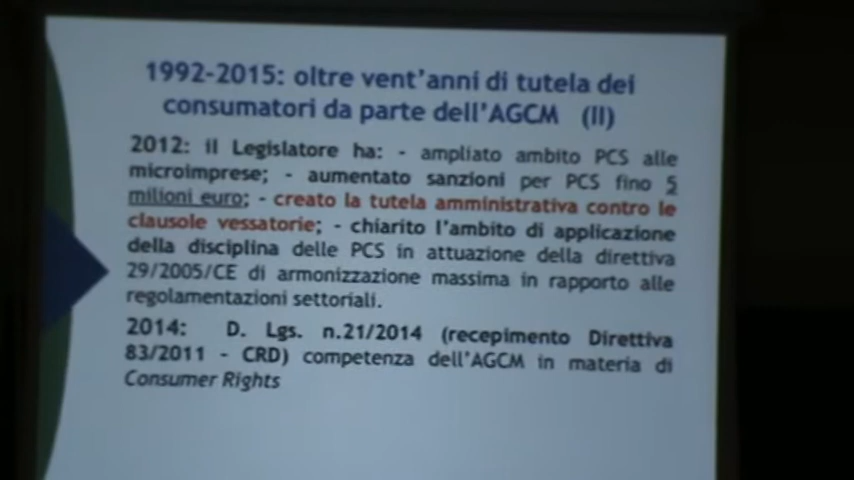 1992-2015: oltre vent'anni di tutela dei
consumatori da parte dell'AGCM (II)
2012: il Legislatore ha: - ampliato ambito PCS alle
microimprese; - aumentato sanzioni per PCS fino 5
milioni euro; - creato la tutela amministrativa contro le
clausole vessatorie; - chiarito l'ambito di applicazione
della disciplina delle PCS in attuazione della direttiva
29/2005/CE di armonizzazione massima in rapporto alle
regolamentazioni settoriali.
2014: D. Lgs. n.21/2014 (recepimento Direttiva
83/2011 - CRD) competenza dell'AGCM in materia di
Consumer Rights